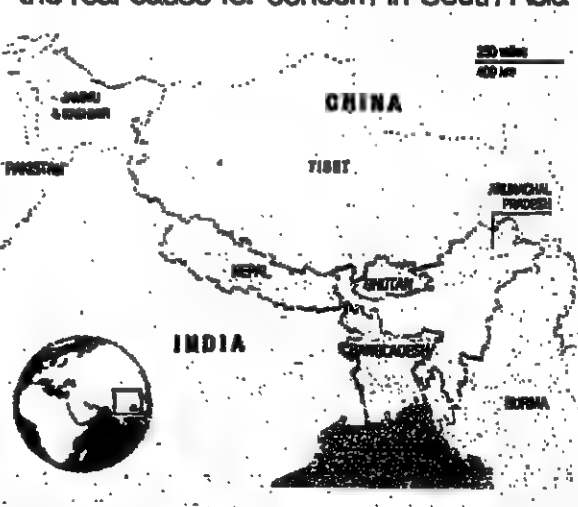 the real cause for concern, in South Asia
250 miles
400 km
CHINA
JAMMU
& KASHMIR
PAKISTAN
TIBET
ARUNACHAL
PRADESH
NEPAL
BHUTAN
INDIA
BANGLADESH
BURMA